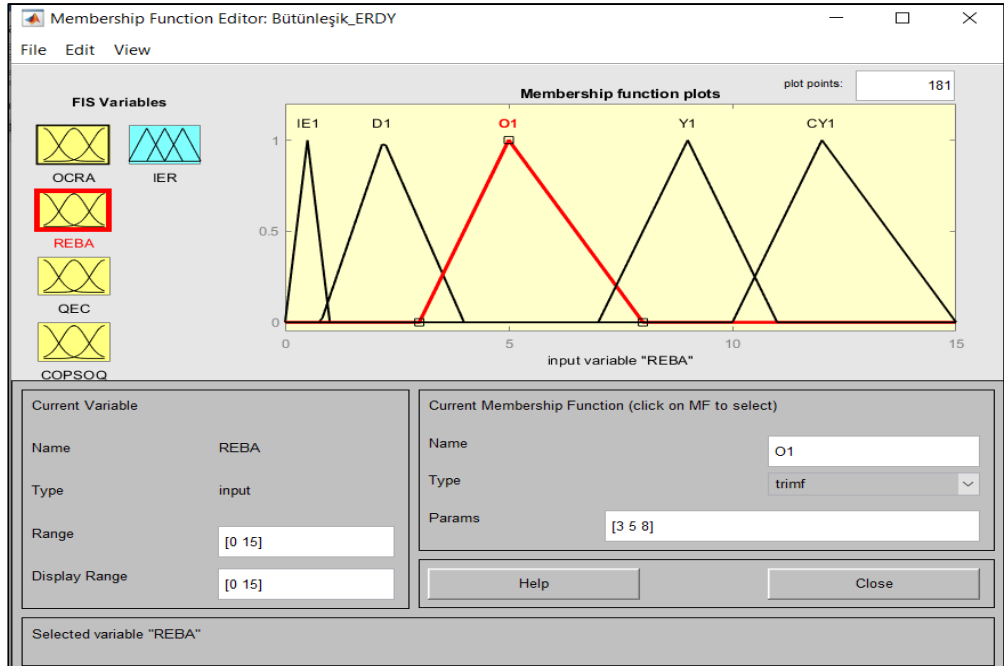 Membership Function Editor: Bütünleşik_ERDY
File Edit View
FIS Variables
OCRA
IER
REBA
QEC
COPSOQ
Membership function plots
plot points:
181
IE1 D1 O1 Y1 CY1
1
0.5
0
0 5 10 15
input variable "REBA"
Current Variable
Name REBA
Type input
Range [0 15]
Display Range [0 15]
Current Membership Function (click on MF to select)
Name O1
Type trimf
Params [3 5 8]
Help Close
Selected variable "REBA"